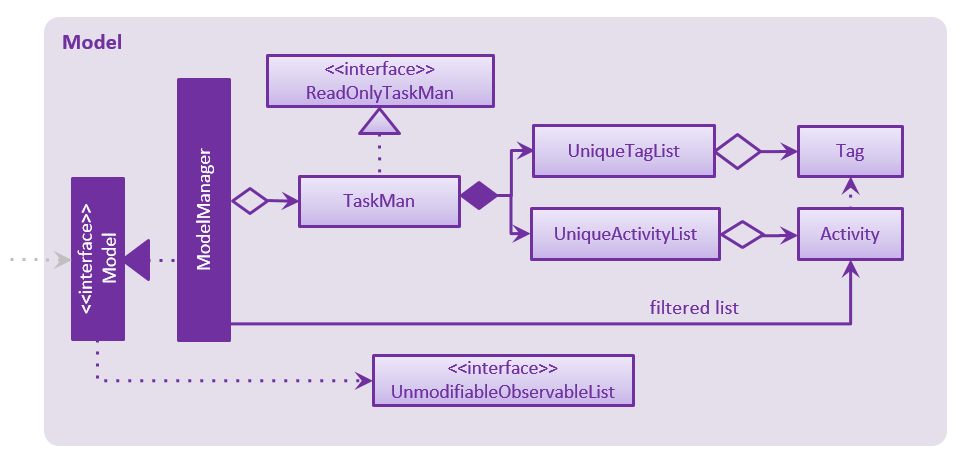 Model
<<interface>>
ReadOnlyTaskMan
ModelManager
<<interface>>
Model
TaskMan
UniqueTagList
Tag
UniqueActivityList
Activity
filtered list
<<interface>>
UnmodifiableObservableList